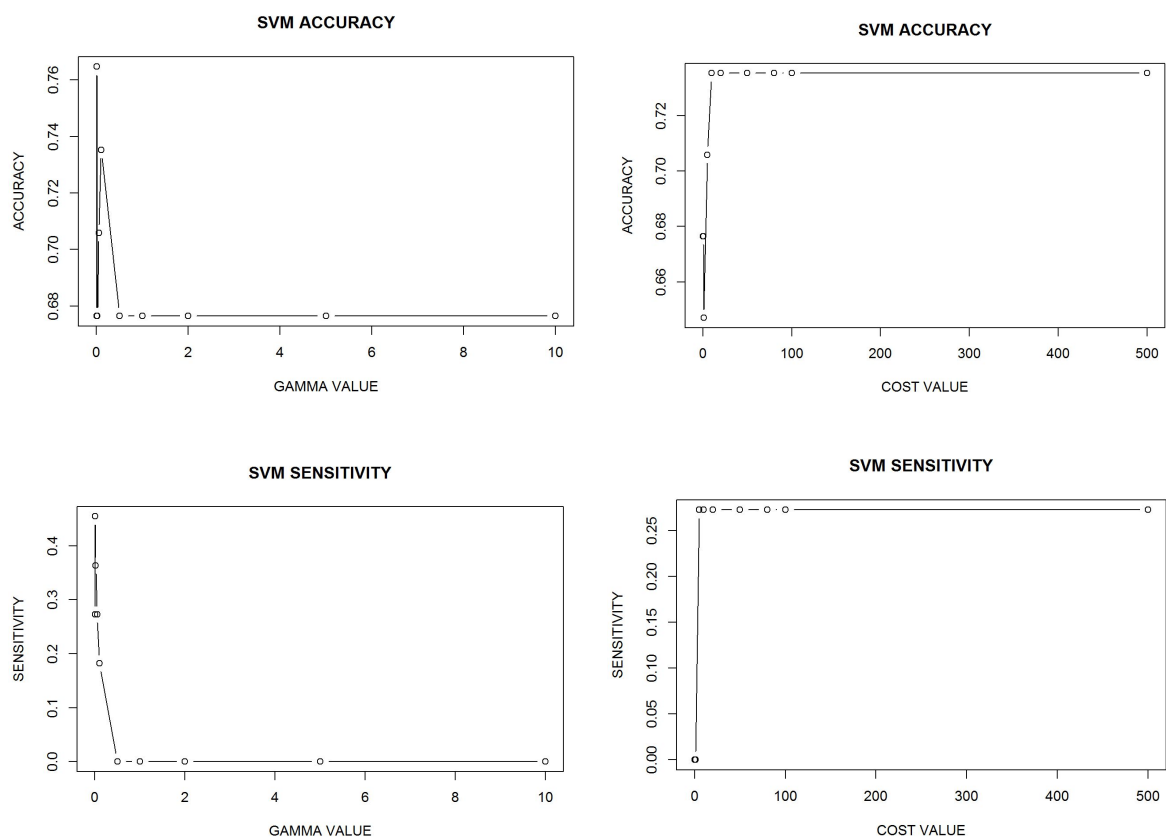 SVM ACCURACY
ACCURACY
0.76
0.74
0.72
0.70
0.68
0 2 4 6 8 10
GAMMA VALUE
SVM ACCURACY
ACCURACY
0.72
0.70
0.68
0.66
0 100 200 300 400 500
COST VALUE
SVM SENSITIVITY
SENSITIVITY
0.4
0.3
0.2
0.1
0.0
0 2 4 6 8 10
GAMMA VALUE
SVM SENSITIVITY
SENSITIVITY
0.25
0.20
0.15
0.10
0.05
0.00
0 100 200 300 400 500
COST VALUE